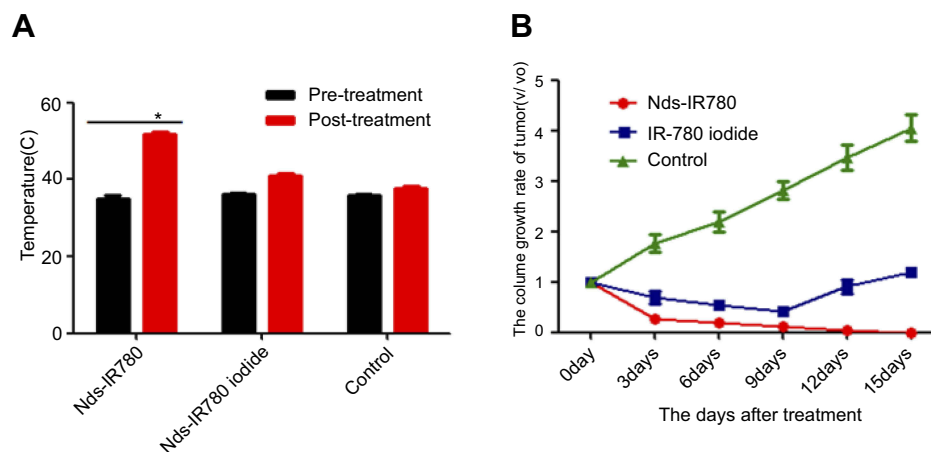 A
Temperature(C)
60
40
20
0
Pre-treatment
Post-treatment
*
Nds-IR780
Nds-IR780 iodide
Control
B
The colume growth rate of tumor(v/ vo)
5
4
3
2
1
0
Nds-IR780
IR-780 iodide
Control
0day
3days
6days
9days
12days
15days
The days after treatment